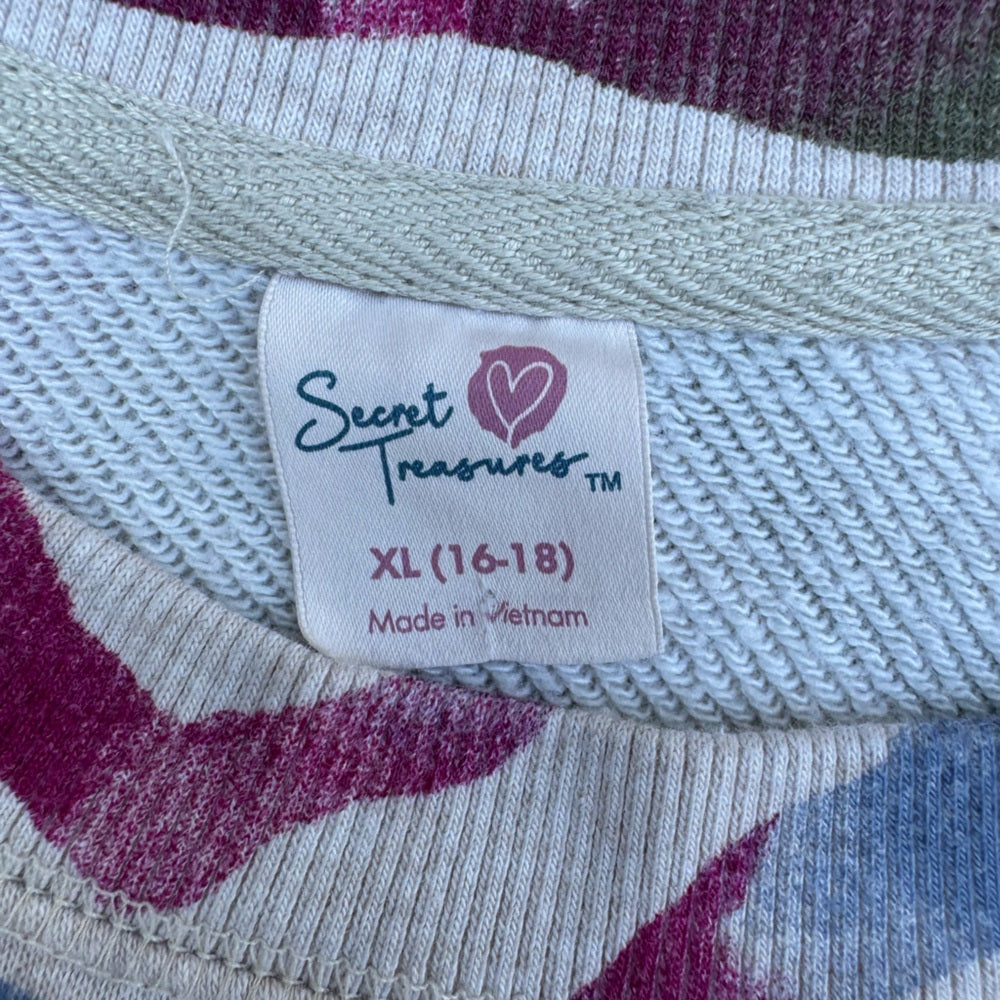 Secret
Treasures™
XL (16-18)
Made in Vietnam